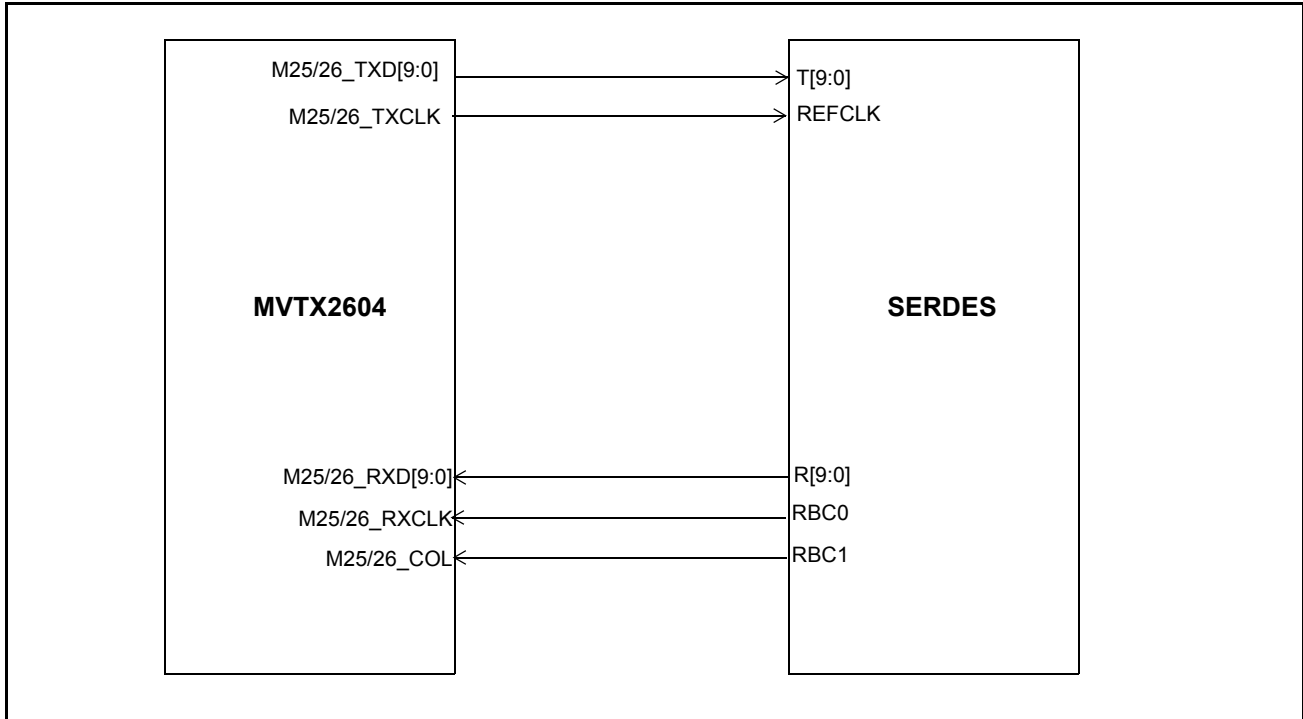 M25/26_TXD[9:0]
T[9:0]
M25/26_TXCLK
REFCLK
MVTX2604
SERDES
M25/26_RXD[9:0]
R[9:0]
M25/26_RXCLK
RBC0
M25/26_COL
RBC1